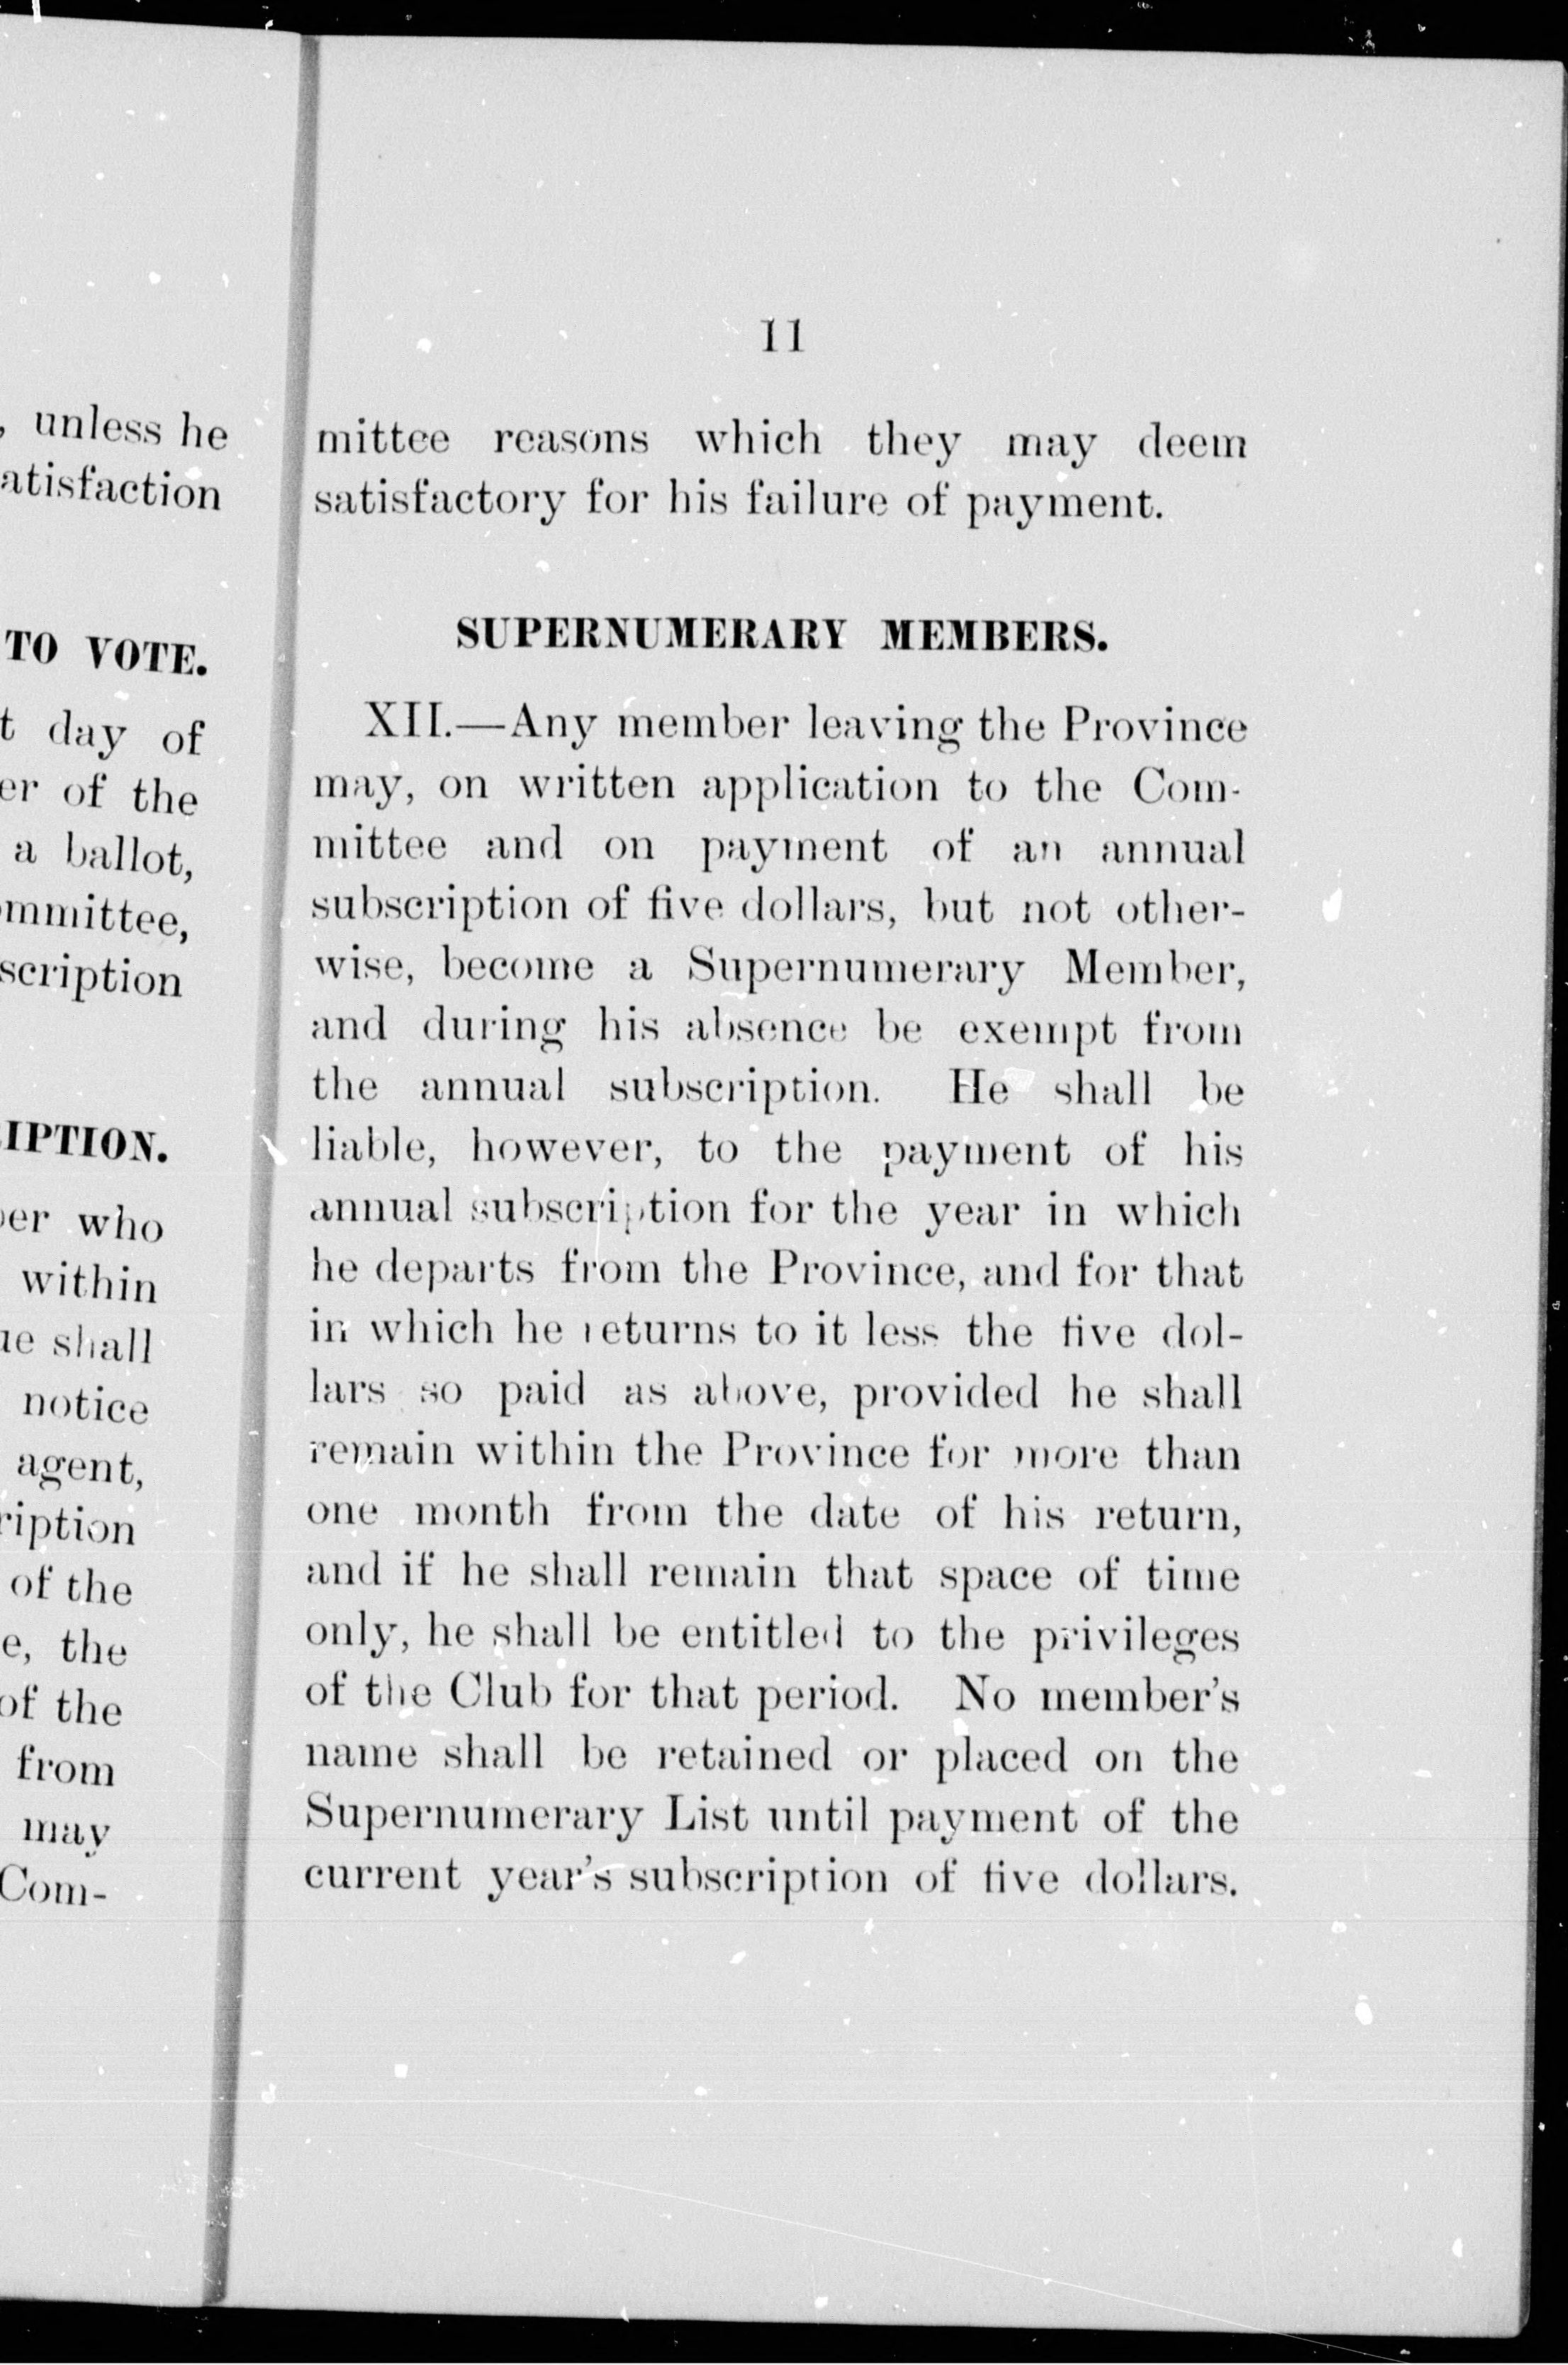 , unless he
atisfaction
TO VOTE.
t day of
er of the
a ballot,
ommittee,
scription
IPTION.
er who
within
ue shall
notice
agent,
ription
of the
e, the
of the
from
may
Com-
11
mittee reasons which they may deem
satisfactory for his failure of payment.
SUPERNUMERARY MEMBERS.
XII.—Any member leaving the Province
may, on written application to the Com-
mittee and on payment of an annual
subscription of five dollars, but not other-
wise, become a Supernumerary Member,
and during his absence be exempt from
the annual subscription. He shall be
liable, however, to the payment of his
annual subscription for the year in which
he departs from the Province, and for that
in which he returns to it less the five dol-
lars so paid as above, provided he shall
remain within the Province for more than
one month from the date of his return,
and if he shall remain that space of time
only, he shall be entitled to the privileges
of the Club for that period. No member's
name shall be retained or placed on the
Supernumerary List until payment of the
current year's subscription of five dollars.